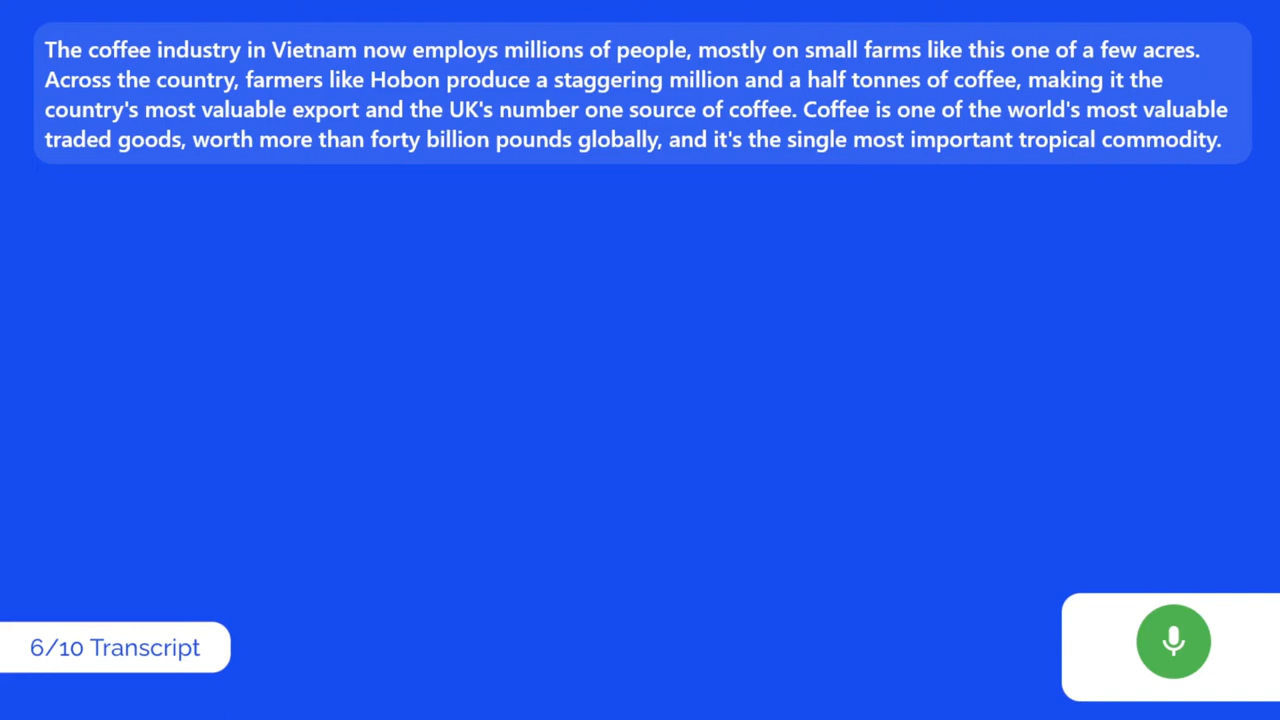 The coffee industry in Vietnam now employs millions of people, mostly on small farms like this one of a few acres.
Across the country, farmers like Hobon produce a staggering million and a half tonnes of coffee, making it the
country's most valuable export and the UK's number one source of coffee. Coffee is one of the world's most valuable
traded goods, worth more than forty billion pounds globally, and it's the single most important tropical commodity.
6/10 Transcript